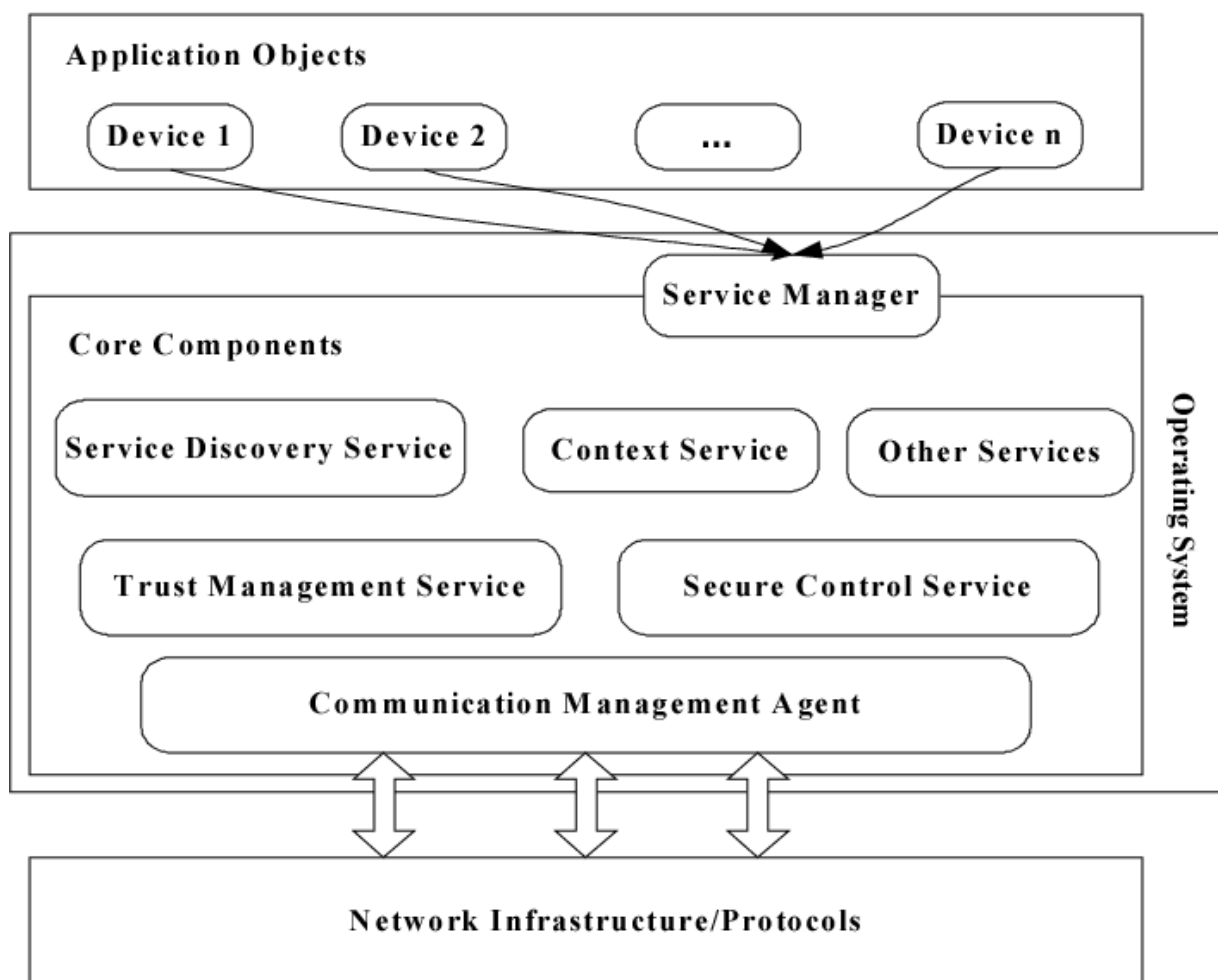 Application Objects
Device 1
Device 2
...
Device n
Service Manager
Core Components
Service Discovery Service
Context Service
Other Services
Operating System
Trust Management Service
Secure Control Service
Communication Management Agent
Network Infrastructure/Protocols